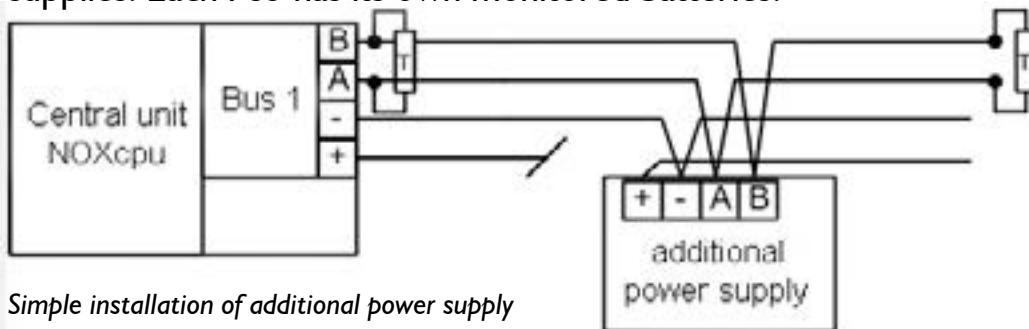 supplies. Each PSU has its own monitored batteries.
B
T
T
A
Bus 1
Central unit
NOXcpu
-
+
+ - A B
additional
power supply
Simple installation of additional power supply